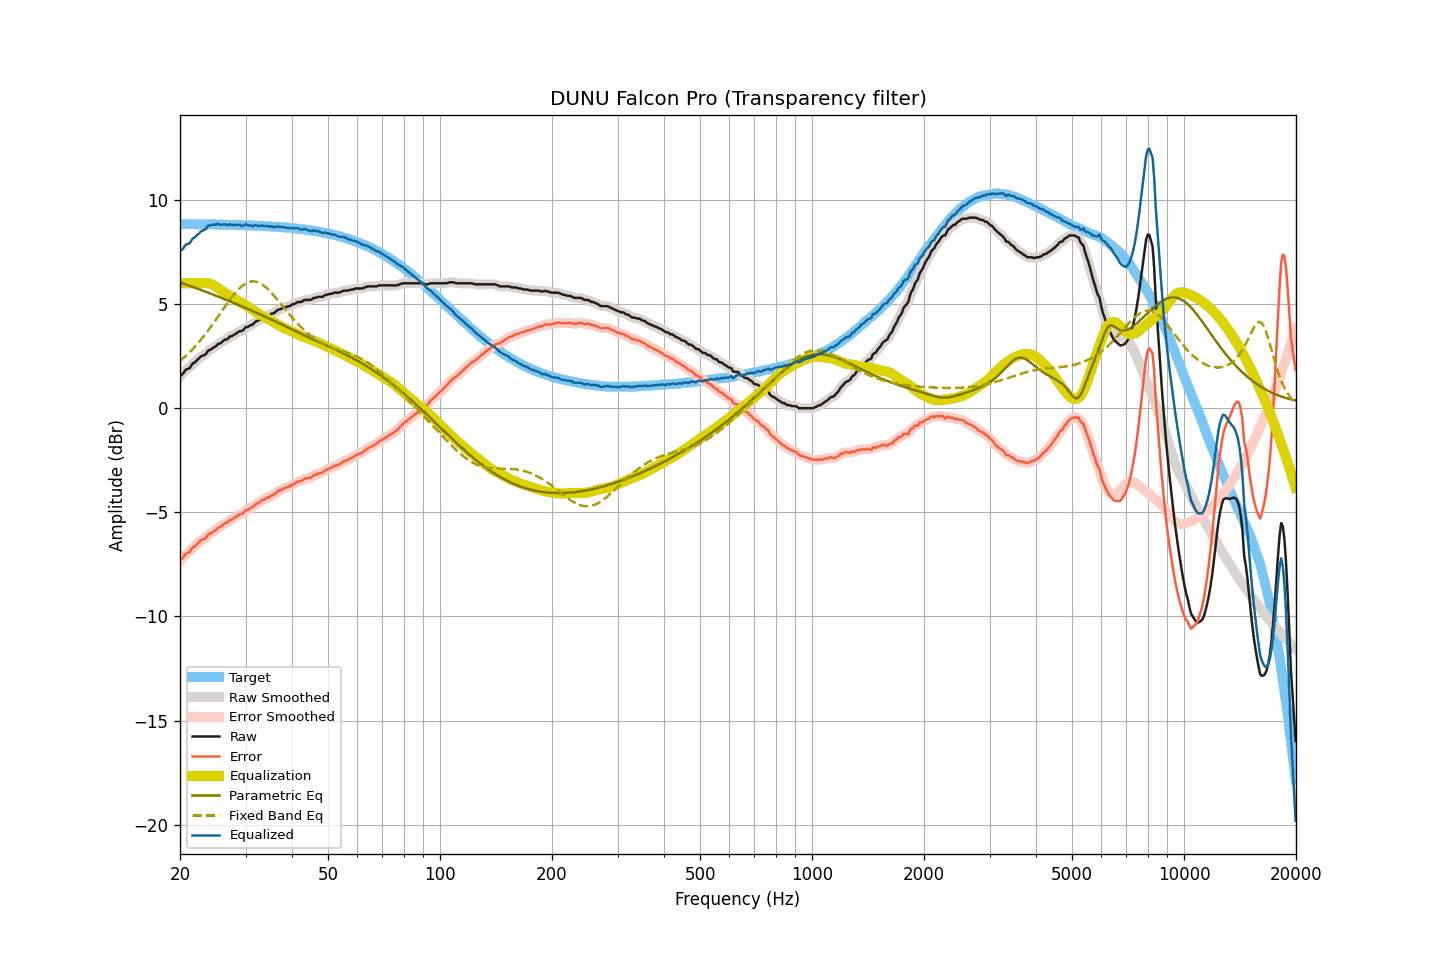 DUNU Falcon Pro (Transparency filter)
Amplitude (dBr)
10
5
0
−5
−10
−15
−20
Target
Raw Smoothed
Error Smoothed
Raw
Error
Equalization
Parametric Eq
Fixed Band Eq
Equalized
20 50 100 200 500 1000 2000 5000 10000 20000
Frequency (Hz)